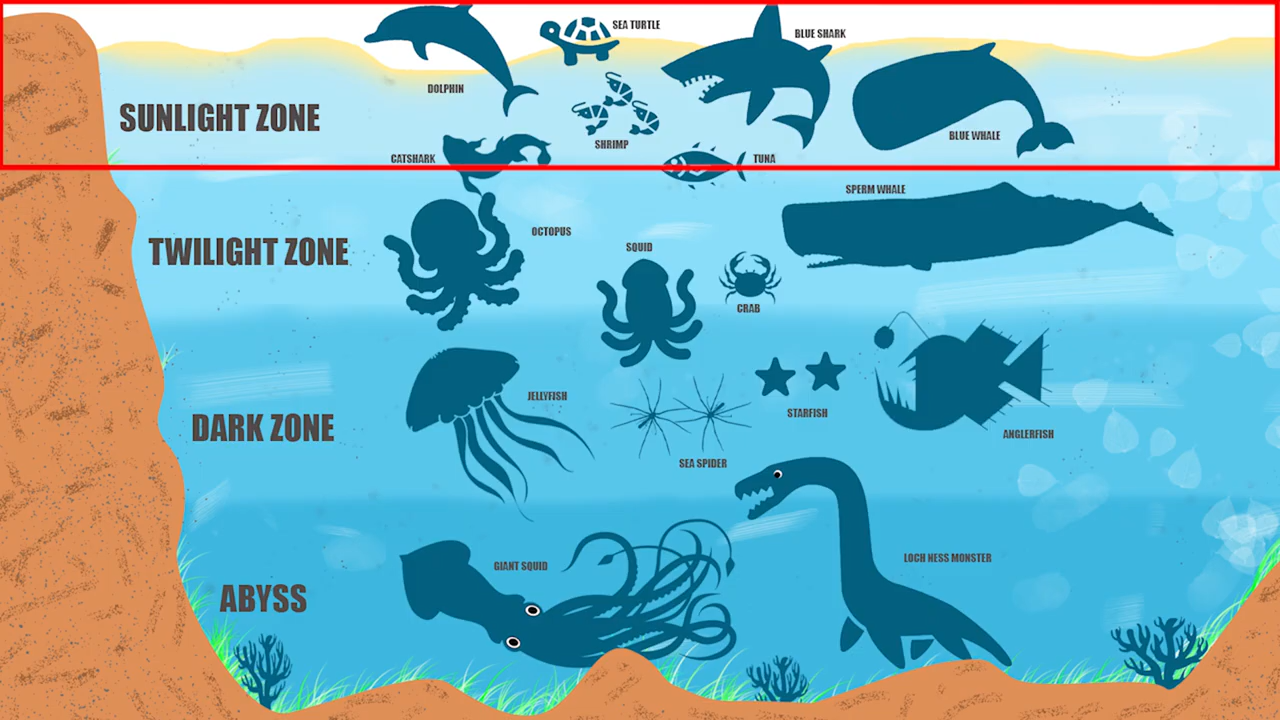 SEA TURTLE
BLUE SHARK
DOLPHIN
SUNLIGHT ZONE
SHRIMP
BLUE WHALE
CATSHARK
TUNA
SPERM WHALE
TWILIGHT ZONE
OCTOPUS
SQUID
CRAB
JELLYFISH
STARFISH
DARK ZONE
ANGLERFISH
SEA SPIDER
GIANT SQUID
LOCH NESS MONSTER
ABYSS